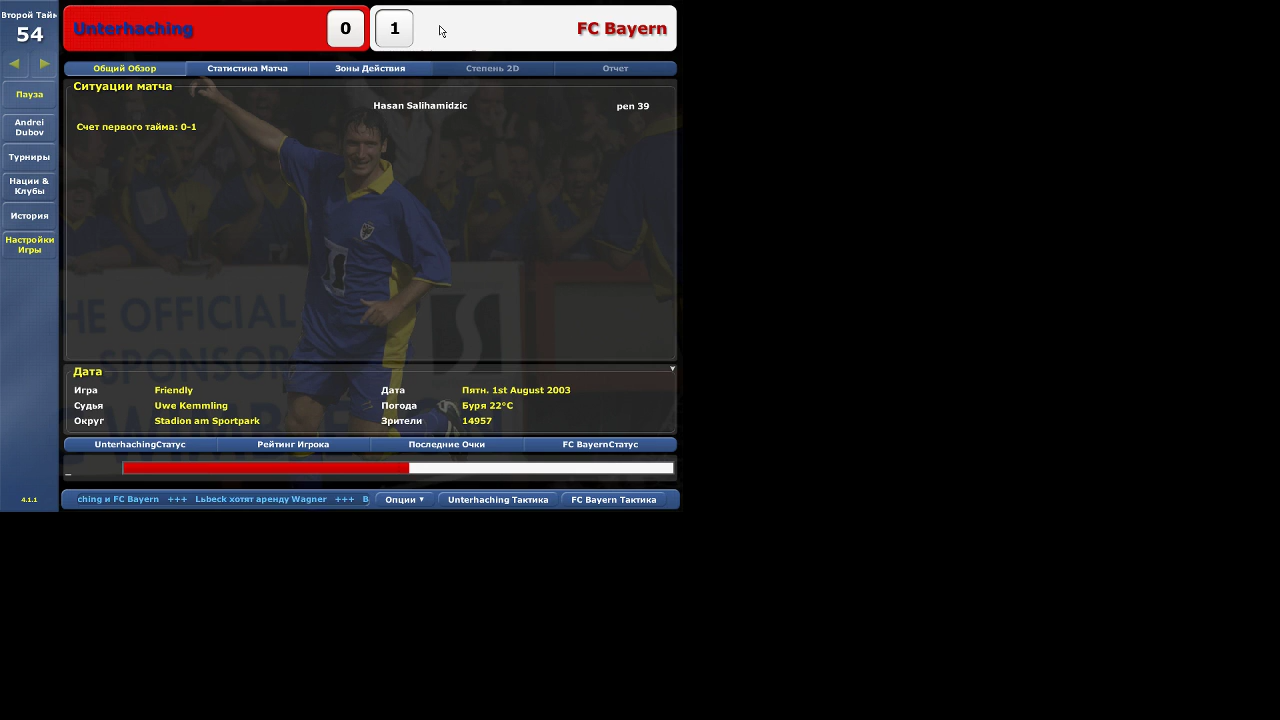 Второй Тайм
54
Unterhaching
0
1
FC Bayern
Общий Обзор
Статистика Матча
Зоны Действия
Степень 2D
Отчет
Пауза
Andrei
Dubov
Турниры
Нации &
Клубы
История
Настройки
Игры
4.1.1
Ситуации матча
Hasan Salihamidzic
pen 39
Счет первого тайма: 0-1
THE OFFICIAL
SPONSOR
Дата
Игра
Friendly
Дата
Пятн. 1st August 2003
Судья
Uwe Kemmling
Погода
Буря 22°C
Округ
Stadion am Sportpark
Зрители
14957
UnterhachingСтатус
Рейтинг Игрока
Последние Очки
FC BayernСтатус
ching и FC Bayern +++ Lьbeck хотят аренду Wagner +++ B
Опции
Unterhaching Тактика
FC Bayern Тактика